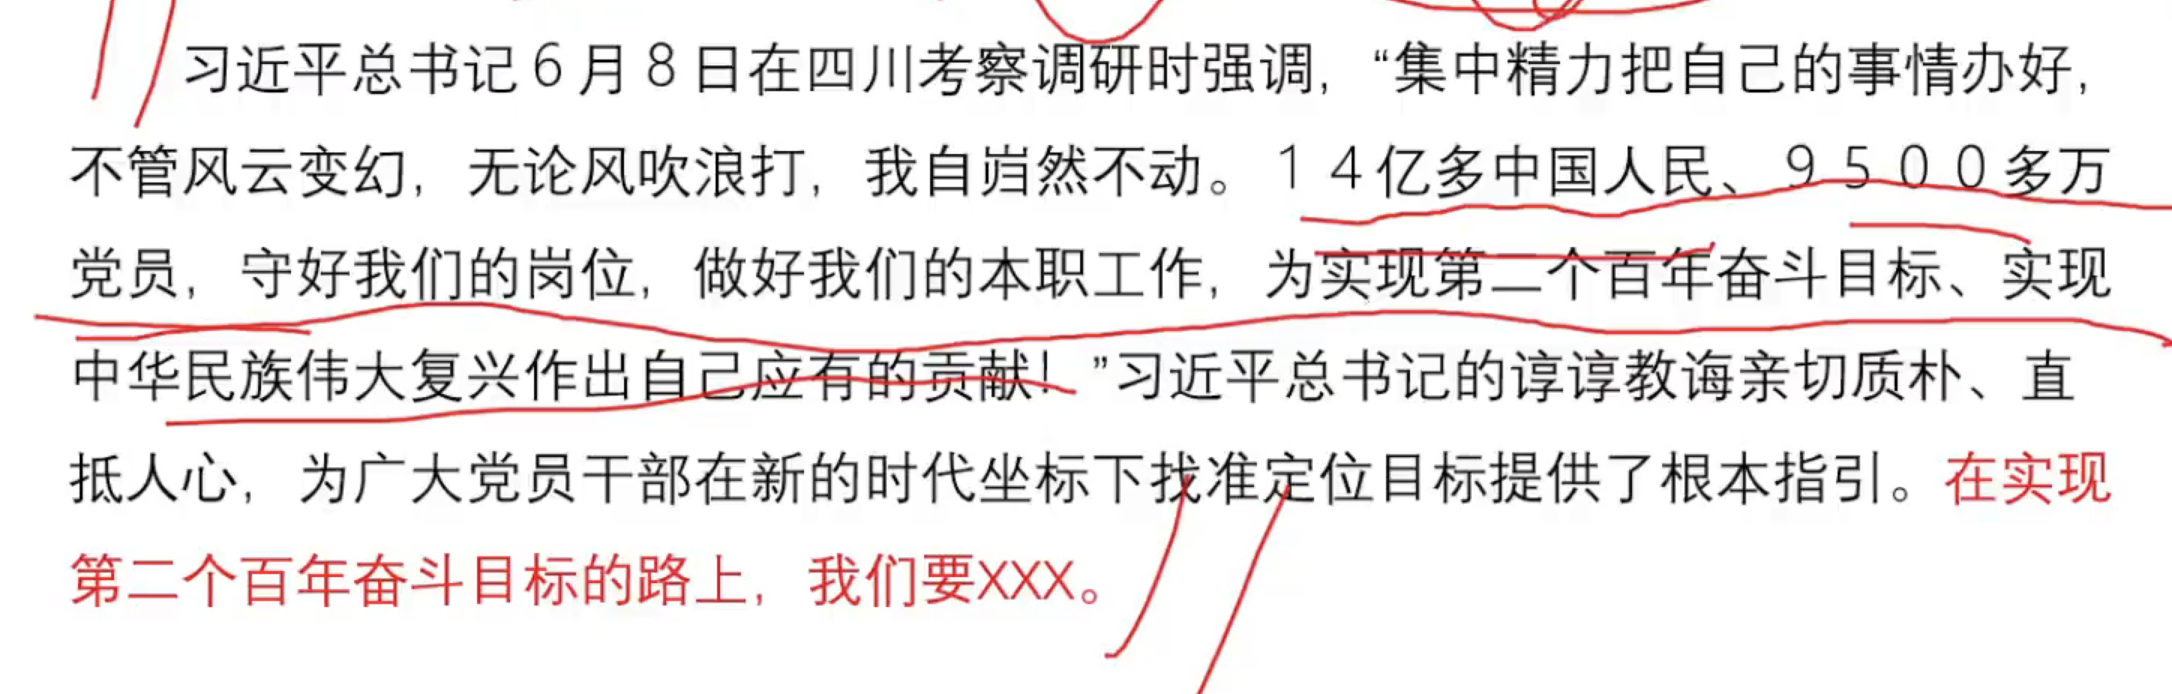 习近平总书记6月8日在四川考察调研时强调，“集中精力把自己的事情办好，
不管风云变幻，无论风吹浪打，我自岿然不动。１４亿多中国人民、９５００多万
党员，守好我们的岗位，做好我们的本职工作，为实现第二个百年奋斗目标、实现
中华民族伟大复兴作出自己应有的贡献！”习近平总书记的谆谆教诲亲切质朴、直
抵人心，为广大党员干部在新的时代坐标下找准定位目标提供了根本指引。在实现
第二个百年奋斗目标的路上，我们要XXX。